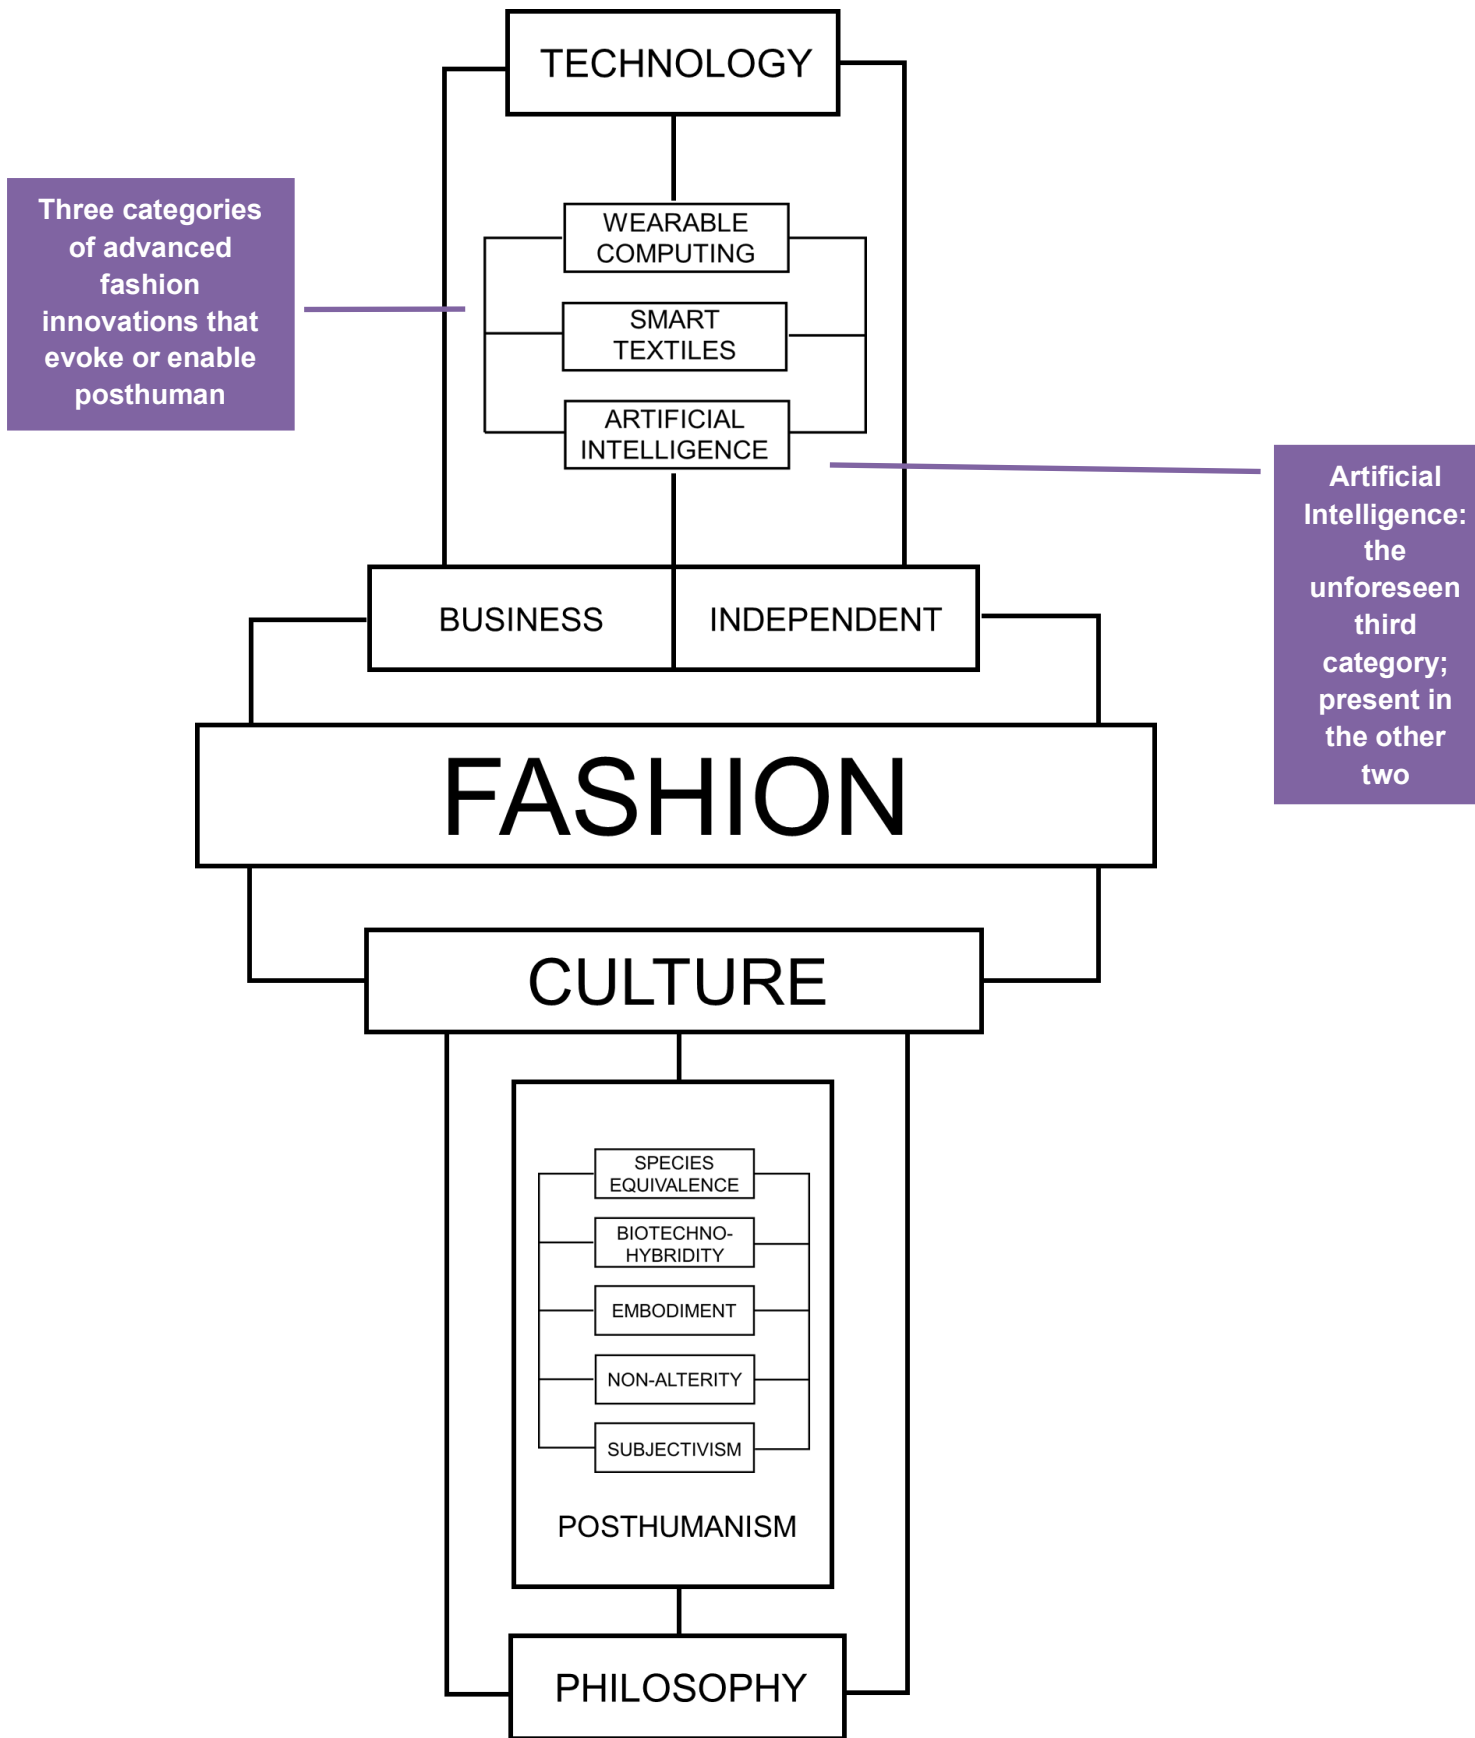 TECHNOLOGY
Three categories
of advanced
fashion
innovations that
evoke or enable
posthuman
WEARABLE
COMPUTING
SMART
TEXTILES
ARTIFICIAL
INTELLIGENCE
Artificial
Intelligence:
the
unforeseen
third
category;
present in
the other
two
BUSINESS
INDEPENDENT
FASHION
CULTURE
SPECIES
EQUIVALENCE
BIOTECHNO-
HYBRIDITY
EMBODIMENT
NON-ALTERITY
SUBJECTIVISM
POSTHUMANISM
PHILOSOPHY